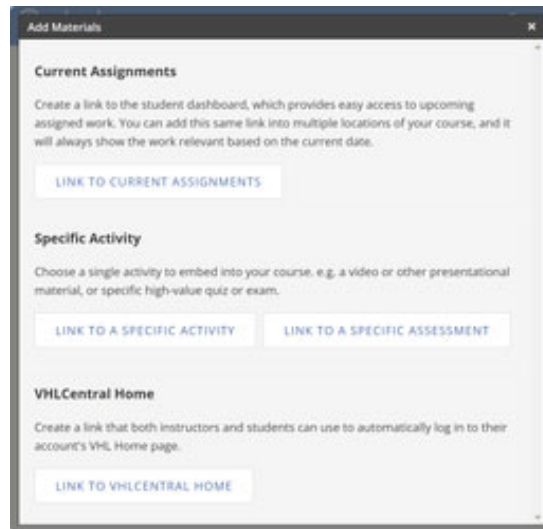 Add Materials ×
Current Assignments
Create a link to the student dashboard, which provides easy access to upcoming
assigned work. You can add this same link into multiple locations of your course, and it
will always show the work relevant based on the current date.
LINK TO CURRENT ASSIGNMENTS
Specific Activity
Choose a single activity to embed into your course. e.g. a video or other presentational
material, or specific high-value quiz or exam.
LINK TO A SPECIFIC ACTIVITY LINK TO A SPECIFIC ASSESSMENT
VHLCentral Home
Create a link that both instructors and students can use to automatically log in to their
account's VHL Home page.
LINK TO VHLCENTRAL HOME